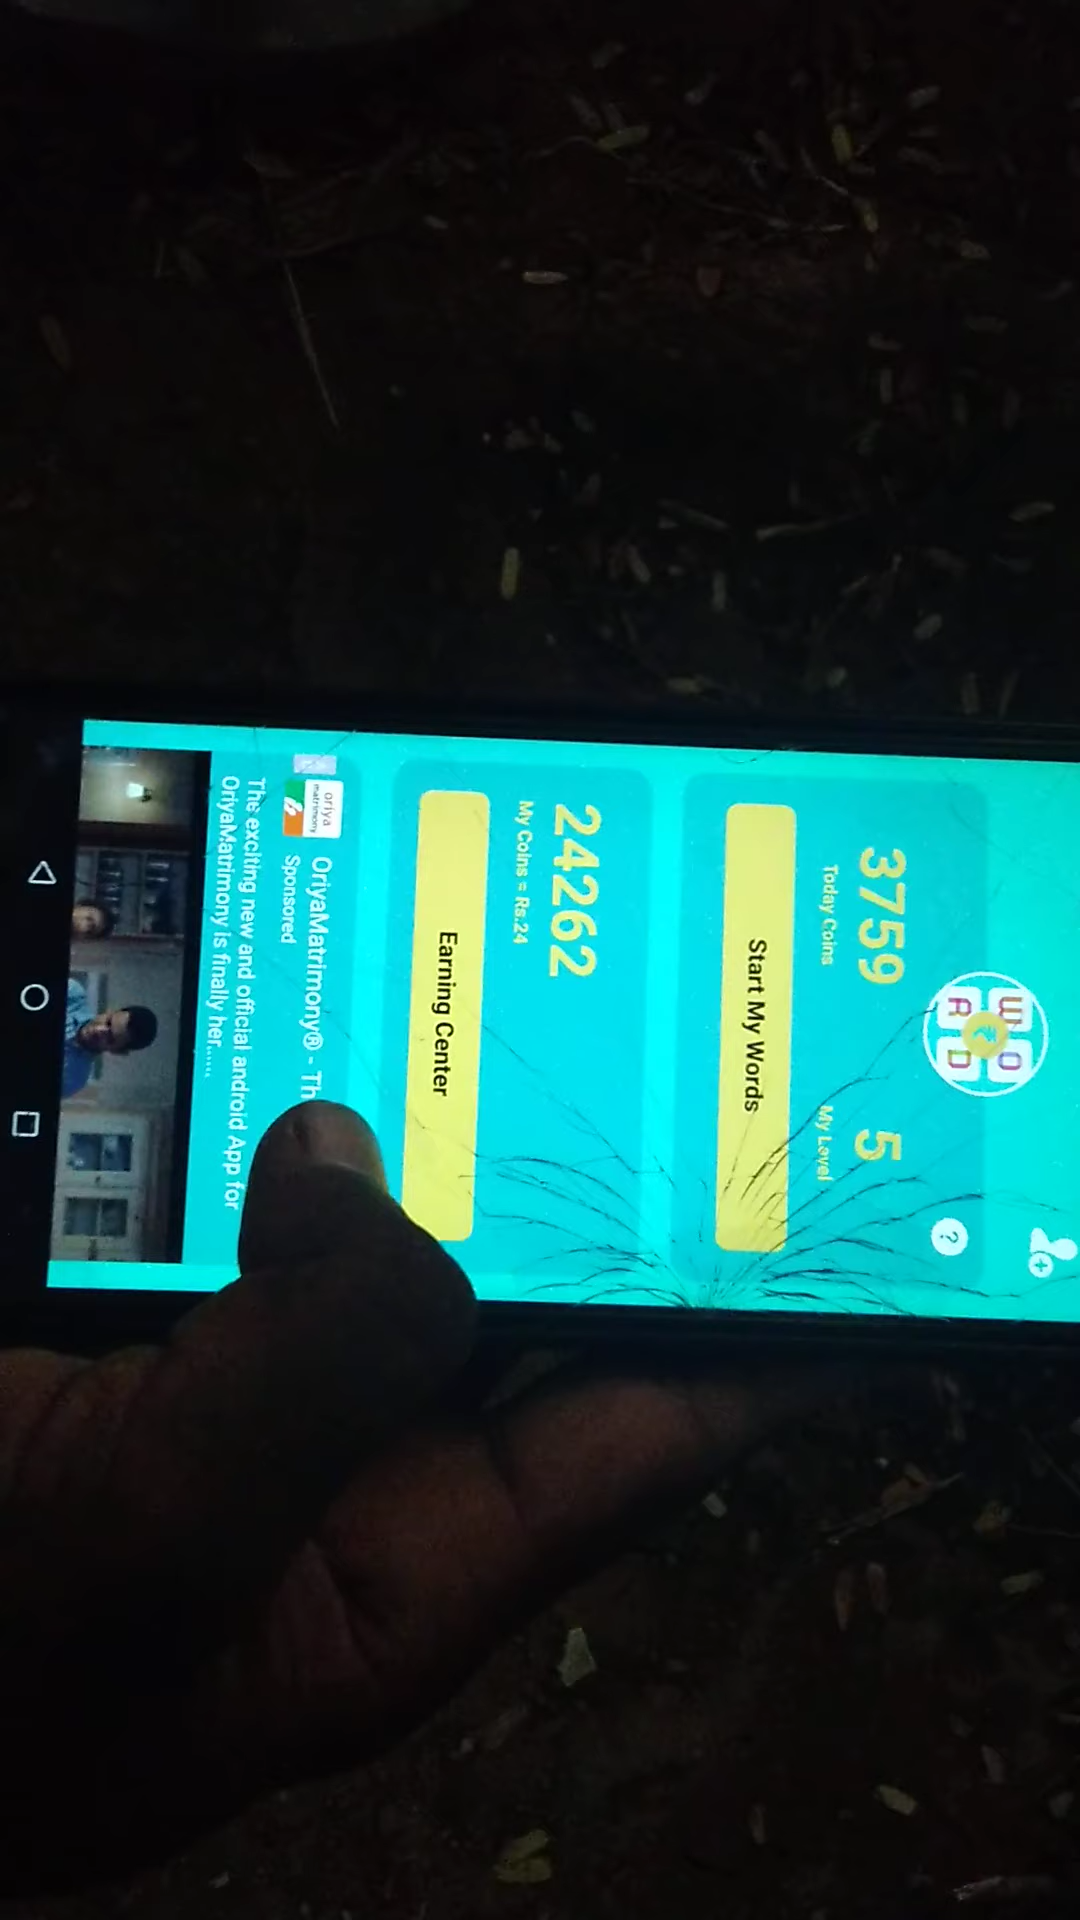 W O
₹
R D
?
3759
Today Coins
5
My Level
Start My Words
24262
My Coins = Rs.24
Earning Center
oriya
matrimony
OriyaMatrimony® - Th
Sponsored
The exciting new and official android App for
OriyaMatrimony is finally her......